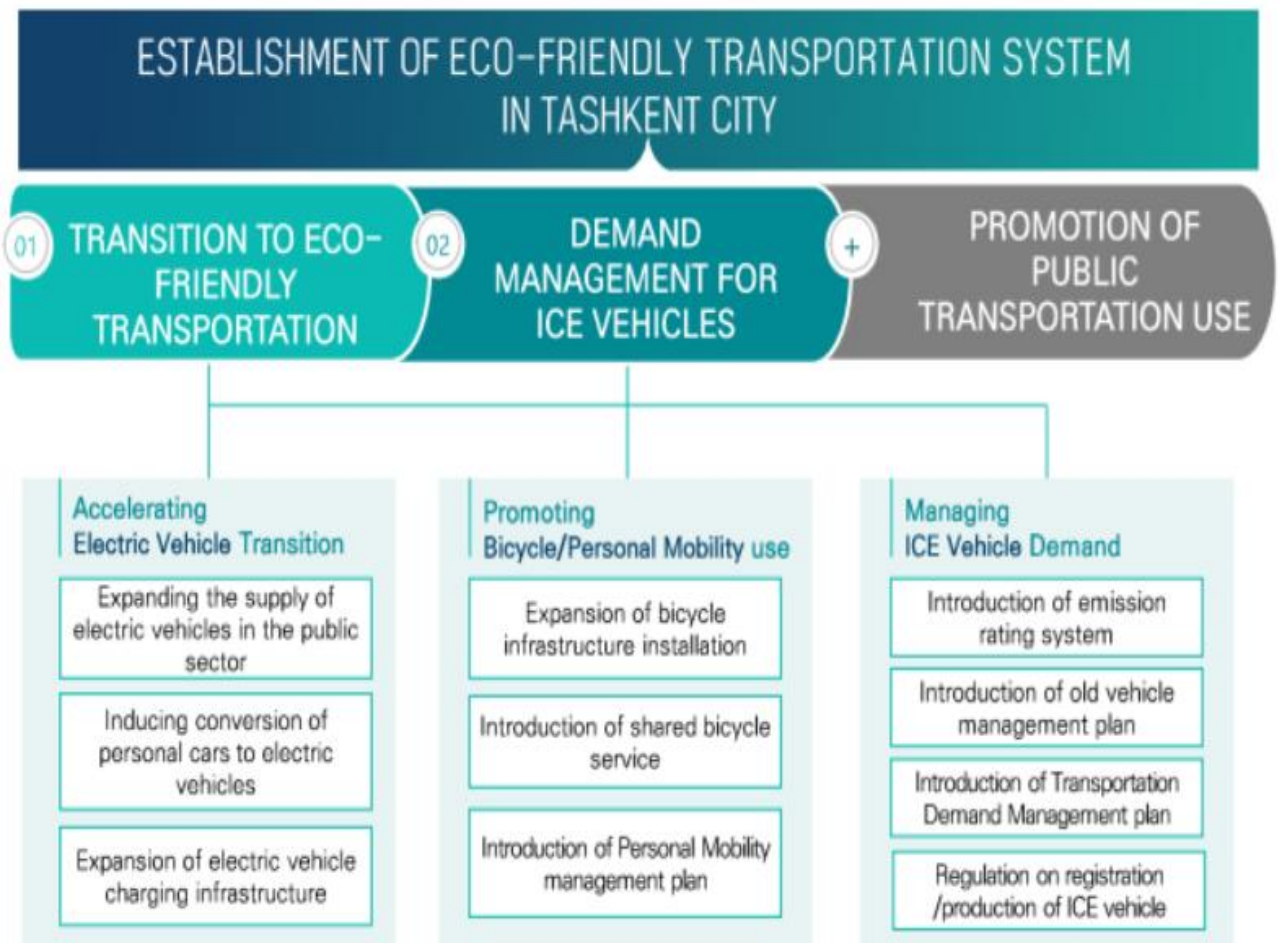 ESTABLISHMENT OF ECO-FRIENDLY TRANSPORTATION SYSTEM
IN TASHKENT CITY
01
TRANSITION TO ECO-
FRIENDLY
TRANSPORTATION
02
DEMAND
MANAGEMENT FOR
ICE VEHICLES
+
PROMOTION OF
PUBLIC
TRANSPORTATION USE
Accelerating
Electric Vehicle Transition
Expanding the supply of
electric vehicles in the public
sector
Inducing conversion of
personal cars to electric
vehicles
Expansion of electric vehicle
charging infrastructure
Promoting
Bicycle/Personal Mobility use
Expansion of bicycle
infrastructure installation
Introduction of shared bicycle
service
Introduction of Personal Mobility
management plan
Managing
ICE Vehicle Demand
Introduction of emission
rating system
Introduction of old vehicle
management plan
Introduction of Transportation
Demand Management plan
Regulation on registration
/production of ICE vehicle